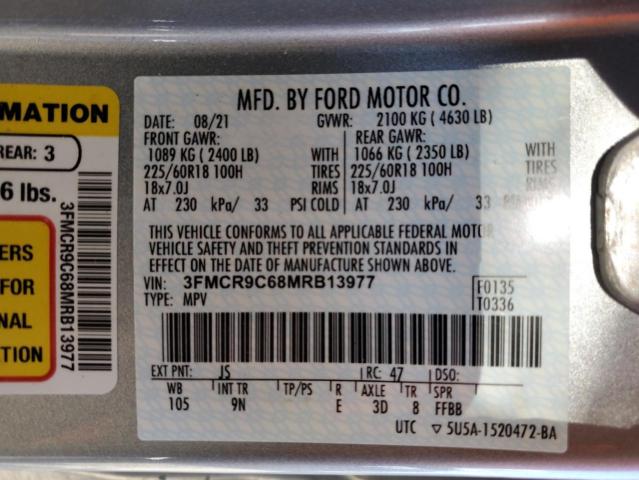 MATION
REAR: 3
6 lbs.
ERS
FOR
NAL
TION
3FMCR9C68MRB13977
MFD. BY FORD MOTOR CO.
DATE: 08/21 GVWR: 2100 KG ( 4630 LB)
FRONT GAWR: REAR GAWR:
1089 KG ( 2400 LB) WITH 1066 KG ( 2350 LB) WITH
225/60R18 100H TIRES 225/60R18 100H TIRES
18x7.0J RIMS 18x7.0J RIMS
AT 230 kPa/ 33 PSI COLD AT 230 kPa/ 33 PSI
THIS VEHICLE CONFORMS TO ALL APPLICABLE FEDERAL MOTOR
VEHICLE SAFETY AND THEFT PREVENTION STANDARDS IN
EFFECT ON THE DATE OF MANUFACTURE SHOWN ABOVE.
VIN: 3FMCR9C68MRB13977 F0135
TYPE: MPV T0336
EXT PNT: JS RC: 47 DSO:
WB INT TR TP/PS R AXLE TR SPR
105 9N E 3D 8 FFBB
UTC ▽ 5U5A-1520472-BA